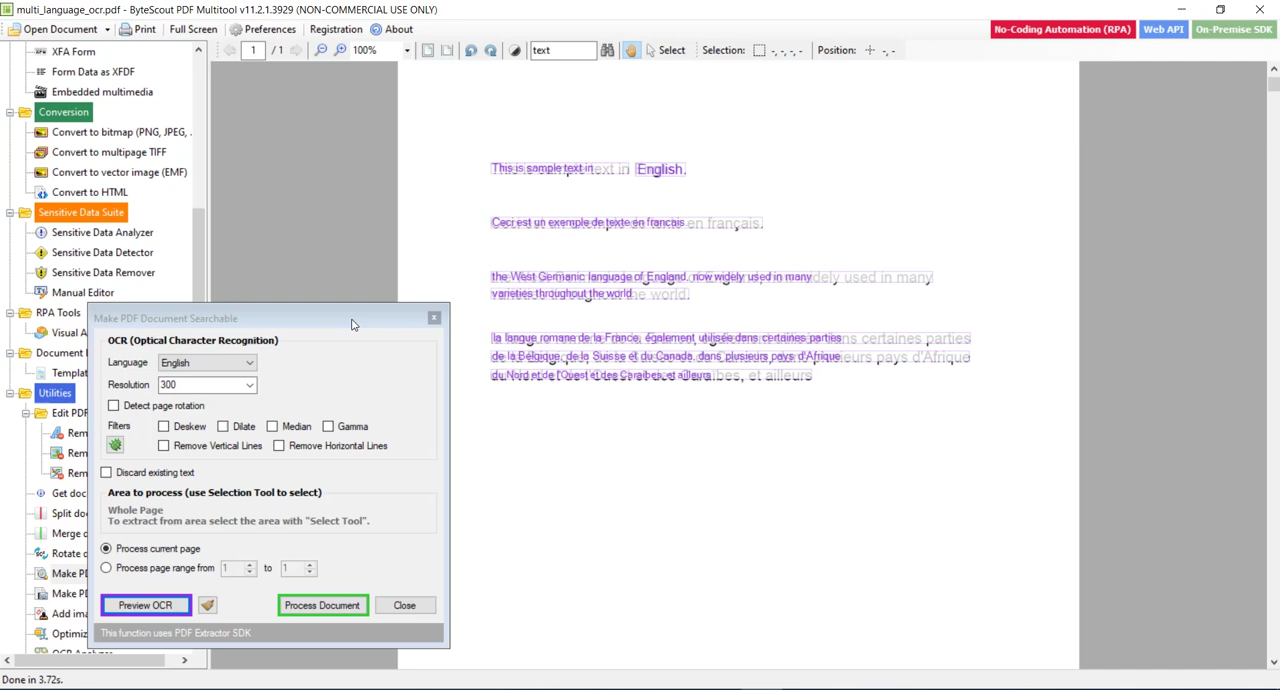 multi_language_ocr.pdf - ByteScout PDF Multitool v11.2.1.3929 (NON-COMMERCIAL USE ONLY)
Open Document Print Full Screen Preferences Registration About No-Coding Automation (RPA) Web API On-Premise SDK
1 / 1 100% text Select Selection: -,-,-,- Position: -,-
XFA Form
Form Data as XFDF
Embedded multimedia
Conversion
Convert to bitmap (PNG, JPEG, .
Convert to multipage TIFF
Convert to vector image (EMF)
Convert to HTML
Sensitive Data Suite
Sensitive Data Analyzer
Sensitive Data Detector
Sensitive Data Remover
Manual Editor
RPA Tools
Visual A
Document
Templat
Utilities
Edit PDF
Rem
Rem
Rem
Get doc
Split do
Merge
Rotate d
Make P
Make P
Add ima
Optimiz
OCR Analyzer
Make PDF Document Searchable
OCR (Optical Character Recognition)
Language English
Resolution 300
Detect page rotation
Filters Deskew Dilate Median Gamma
Remove Vertical Lines Remove Horizontal Lines
Discard existing text
Area to process (use Selection Tool to select)
Whole Page
To extract from area select the area with "Select Tool".
Process current page
Process page range from 1 to 1
Preview OCR Process Document Close
This function uses PDF Extractor SDK
This is sample text in English.
Ceci est un exemple de texte en français.
the West Germanic language of England, now widely used in many
varieties throughout the world.
la langue romane de la France, également utilisée dans certaines parties
de la Belgique, de la Suisse et du Canada, dans plusieurs pays d'Afrique
du Nord et de l'Ouest et des Caraïbes, et ailleurs
Done in 3.72s.